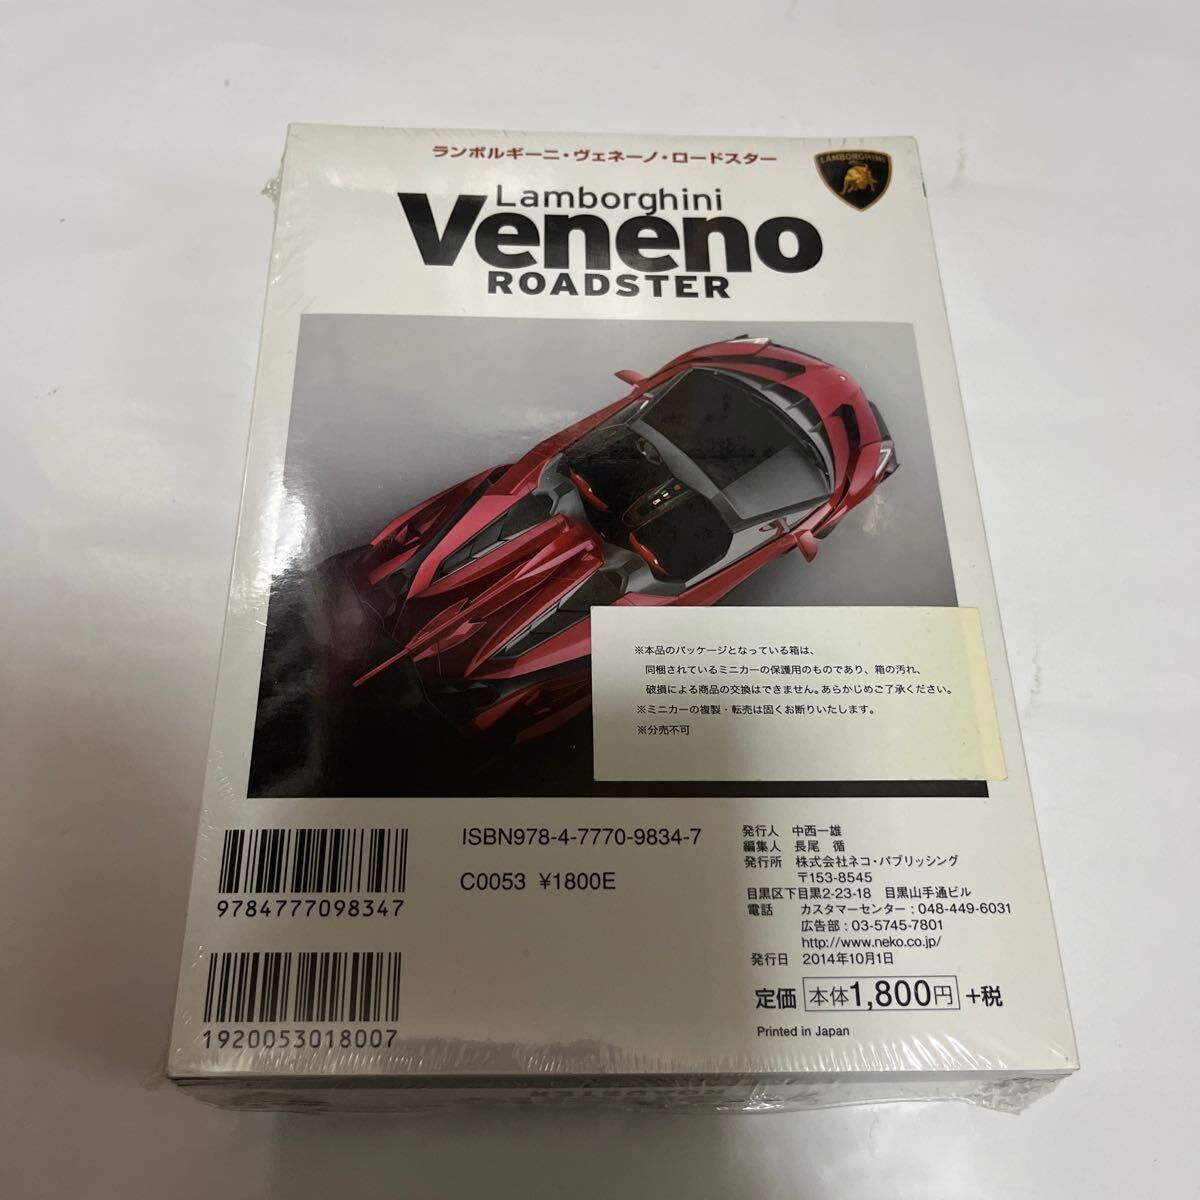 ランボルギーニ・ヴェネーノ・ロードスター
LAMBORGHINI
Lamborghini
Veneno
ROADSTER
※本品のパッケージとなっている箱は、
同梱されているミニカーの保護用のものであり、箱の汚れ、
破損による商品の交換はできません。あらかじめご了承ください。
※ミニカーの複製・転売は固くお断りいたします。
※分売不可
9784777098347
1920053018007
ISBN978-4-7770-9834-7
C0053 ¥1800E
発行人 中西一雄
編集人 長尾 循
発行所 株式会社ネコ・パブリッシング
〒153-8545
目黒区下目黒2-23-18 目黒山手通ビル
電話 カスタマーセンター：048-449-6031
広告部：03-5745-7801
http://www.neko.co.jp/
発行日 2014年10月1日
定価 本体1,800円 +税
Printed in Japan
ROADSTER